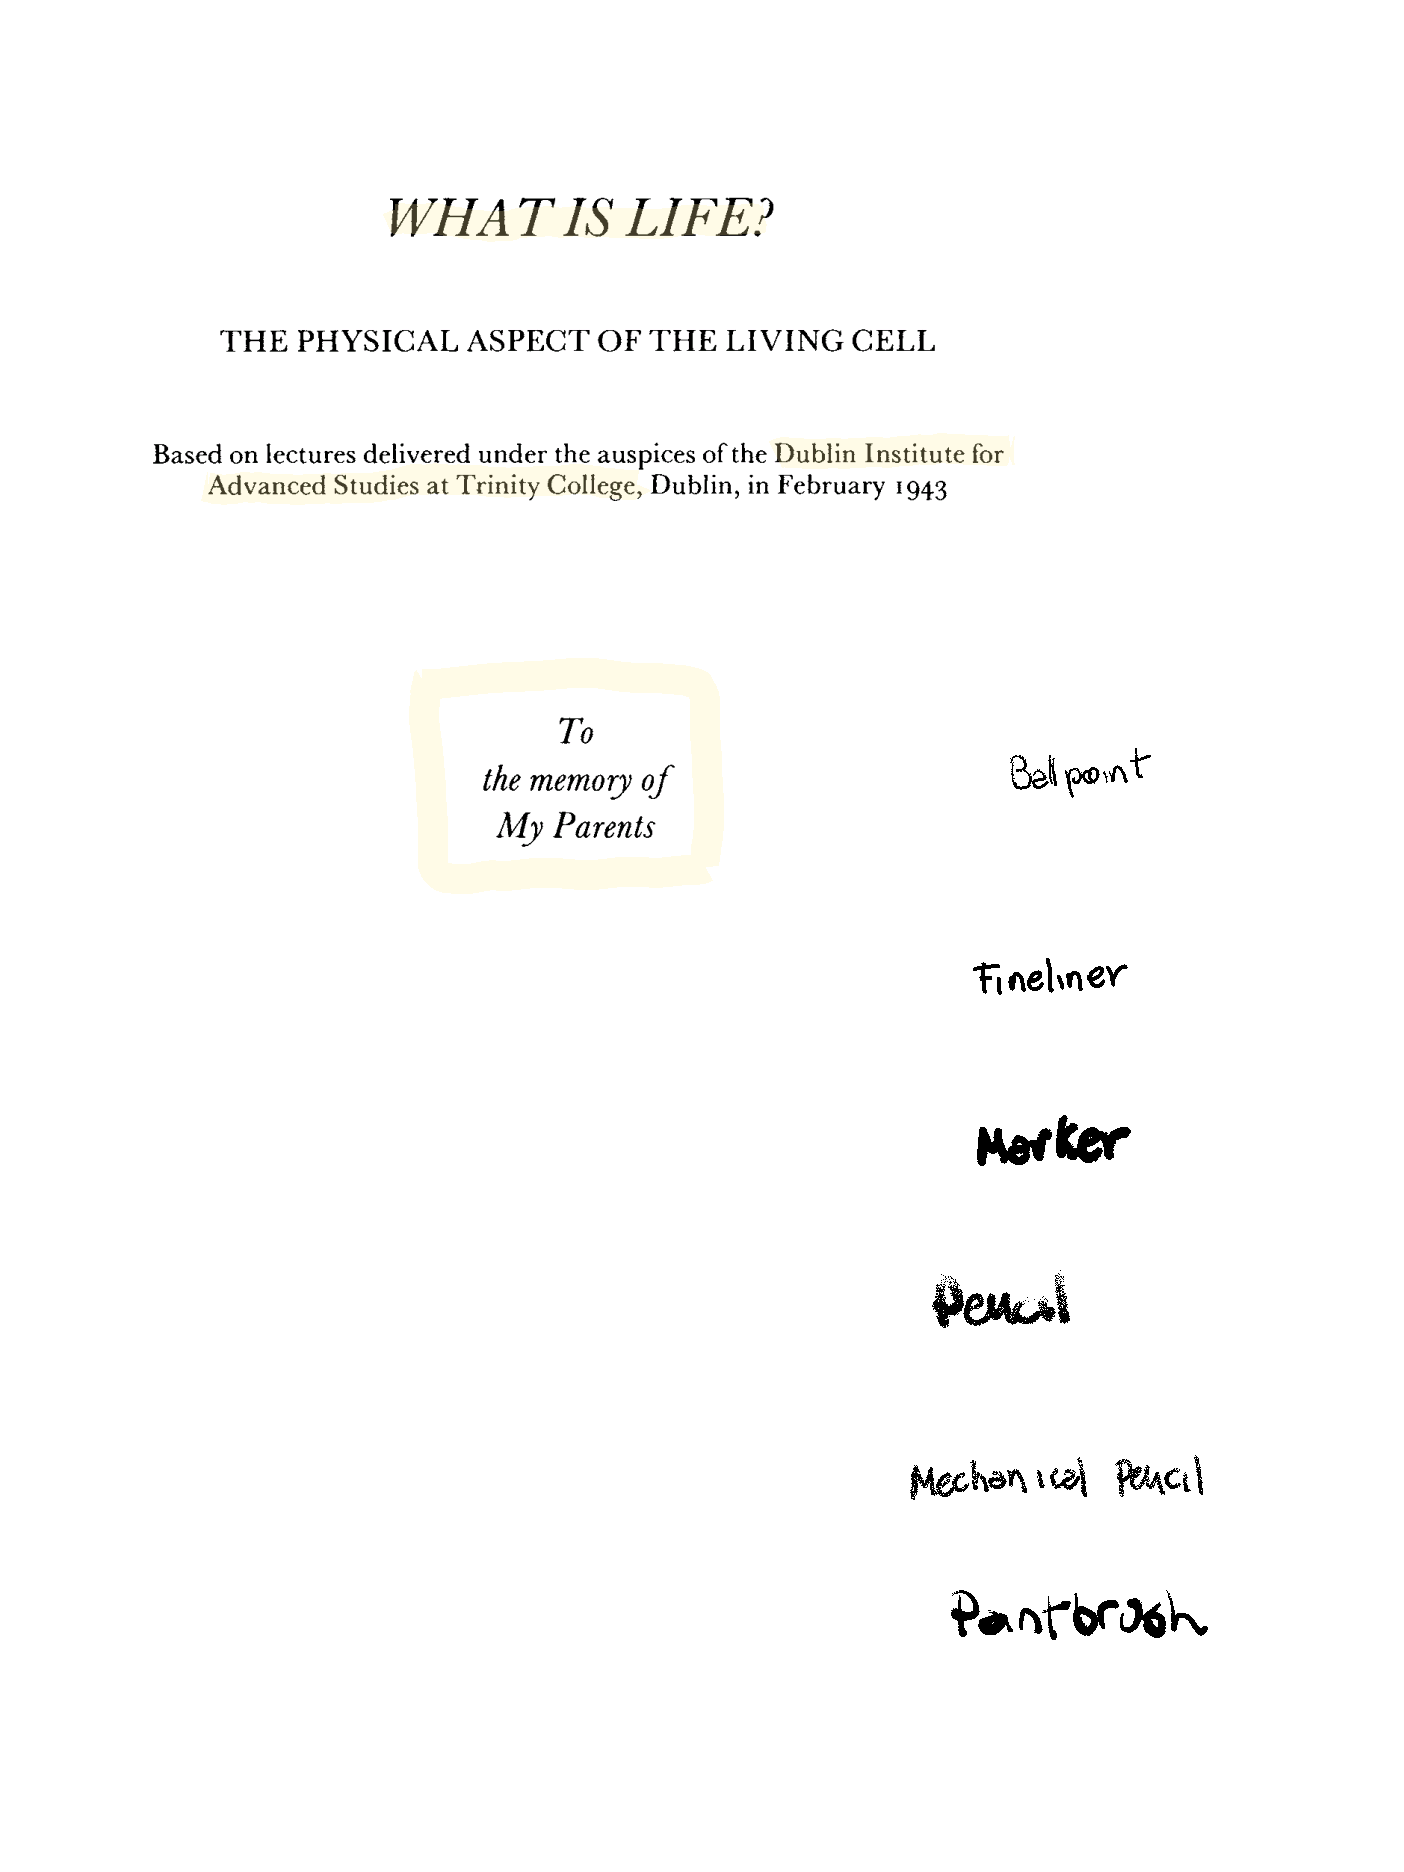 WHAT IS LIFE?
THE PHYSICAL ASPECT OF THE LIVING CELL
Based on lectures delivered under the auspices of the Dublin Institute for
Advanced Studies at Trinity College, Dublin, in February 1943
To
the memory of
My Parents
Ballpoint
Fineliner
Marker
Pencil
Mechanical Pencil
Pantbrush